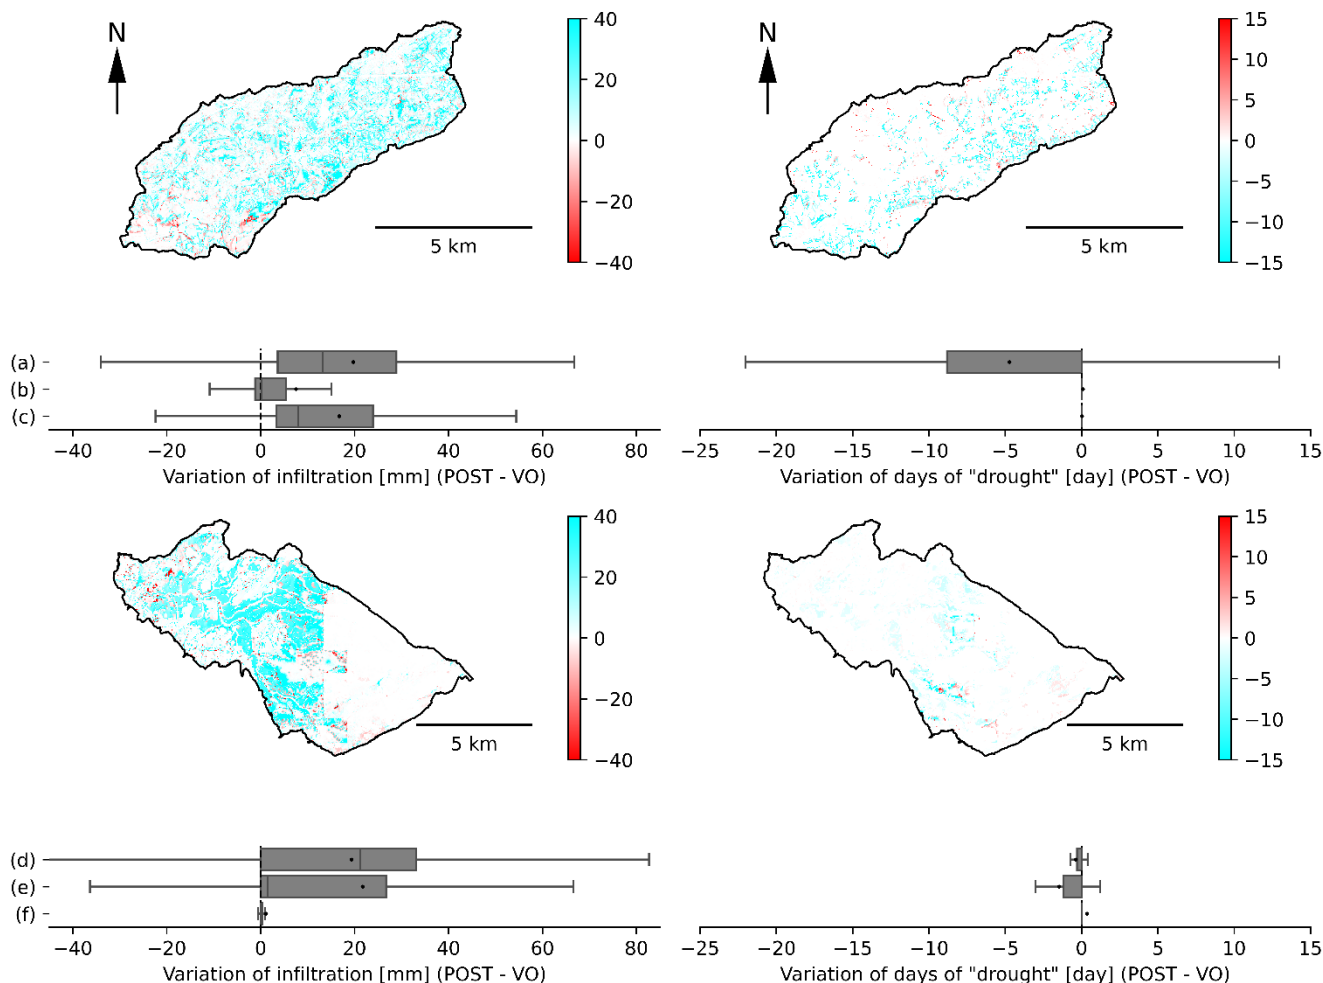 N
40
20
0
−20
−40
5 km
N
15
10
5
0
−5
−10
−15
5 km
(a)
(b)
(c)
−40 −20 0 20 40 60 80
Variation of infiltration [mm] (POST - VO)
−25 −20 −15 −10 −5 0 5 10 15
Variation of days of "drought" [day] (POST - VO)
40
20
0
−20
−40
5 km
15
10
5
0
−5
−10
−15
5 km
(d)
(e)
(f)
−40 −20 0 20 40 60 80
Variation of infiltration [mm] (POST - VO)
−25 −20 −15 −10 −5 0 5 10 15
Variation of days of "drought" [day] (POST - VO)